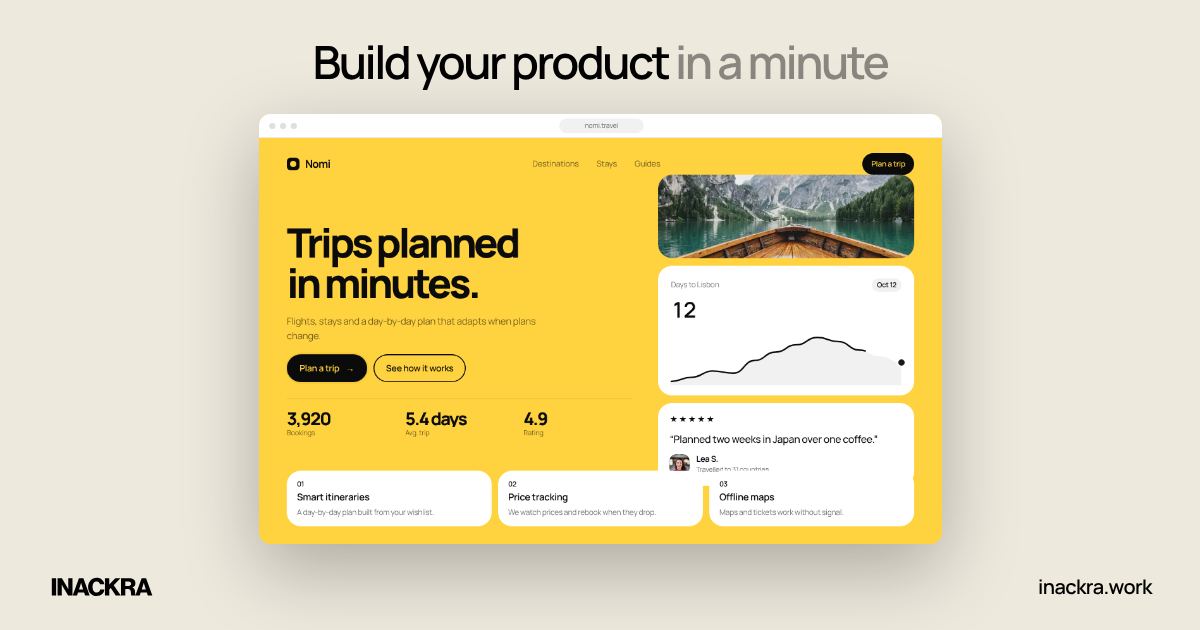 Build your product in a minute
nomi.travel
Nomi
Destinations
Stays
Guides
Plan a trip
Trips planned
in minutes.
Flights, stays and a day-by-day plan that adapts when plans
change.
Plan a trip →
See how it works
3,920
Bookings
5.4 days
Avg. trip
4.9
Rating
Days to Lisbon
Oct 12
12
★★★★★
“Planned two weeks in Japan over one coffee.”
Lea S.
Travelled to 31 countries
01
Smart itineraries
A day-by-day plan built from your wish list.
02
Price tracking
We watch prices and rebook when they drop.
03
Offline maps
Maps and tickets work without signal.
INACKRA
inackra.work